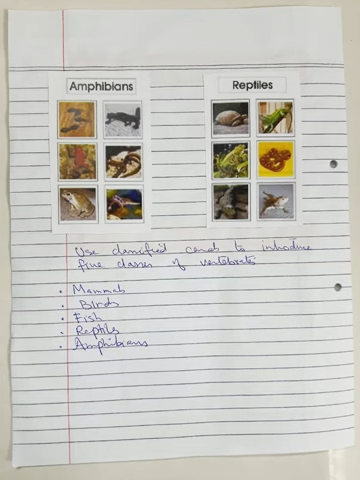 Amphibians
Reptiles
Use classified cards to introduce
five classes of vertebrates
• Mammals
• Birds
• Fish
• Reptiles
• Amphibians